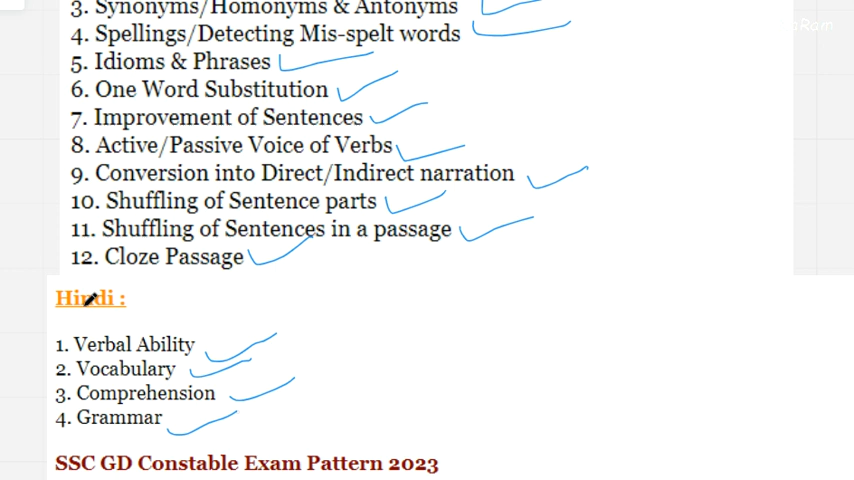 3. Synonyms/Homonyms & Antonyms
4. Spellings/Detecting Mis-spelt words
5. Idioms & Phrases
6. One Word Substitution
7. Improvement of Sentences
8. Active/Passive Voice of Verbs
9. Conversion into Direct/Indirect narration
10. Shuffling of Sentence parts
11. Shuffling of Sentences in a passage
12. Cloze Passage
Hindi :
1. Verbal Ability
2. Vocabulary
3. Comprehension
4. Grammar
SSC GD Constable Exam Pattern 2023